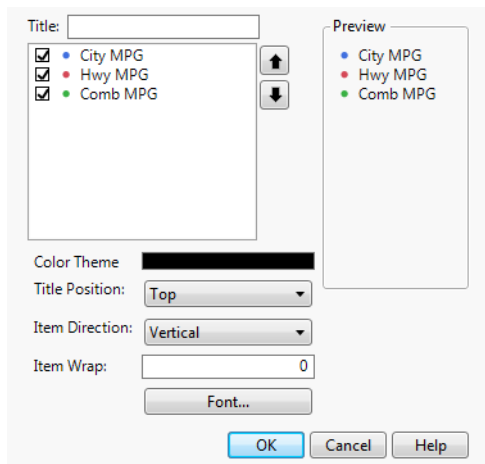 Title:
Preview
City MPG
Hwy MPG
Comb MPG
City MPG
Hwy MPG
Comb MPG
Color Theme
Title Position: Top
Item Direction: Vertical
Item Wrap: 0
Font...
OK Cancel Help